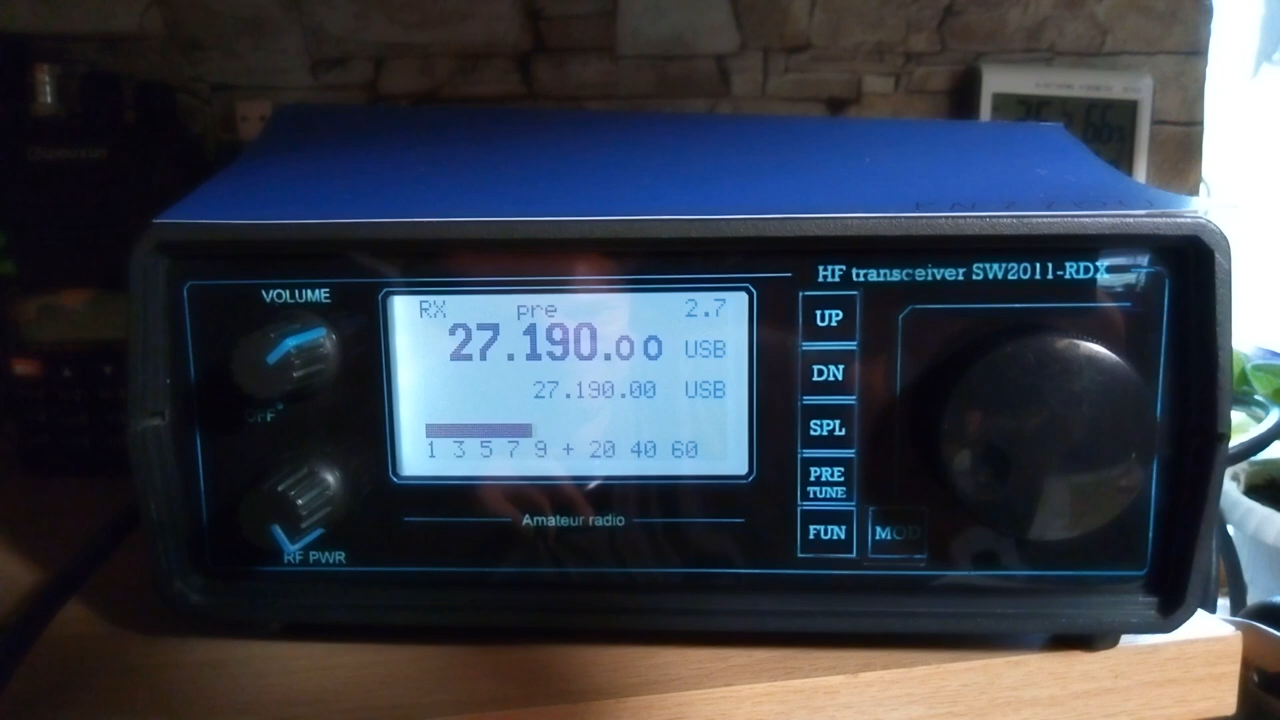 HF transceiver SW2011-RDX
VOLUME
OFF
RF PWR
RX pre 2.7
27.190.00 USB
27.190.00 USB
1 3 5 7 9 + 20 40 60
Amateur radio
UP
DN
SPL
PRE
TUNE
FUN
MOD